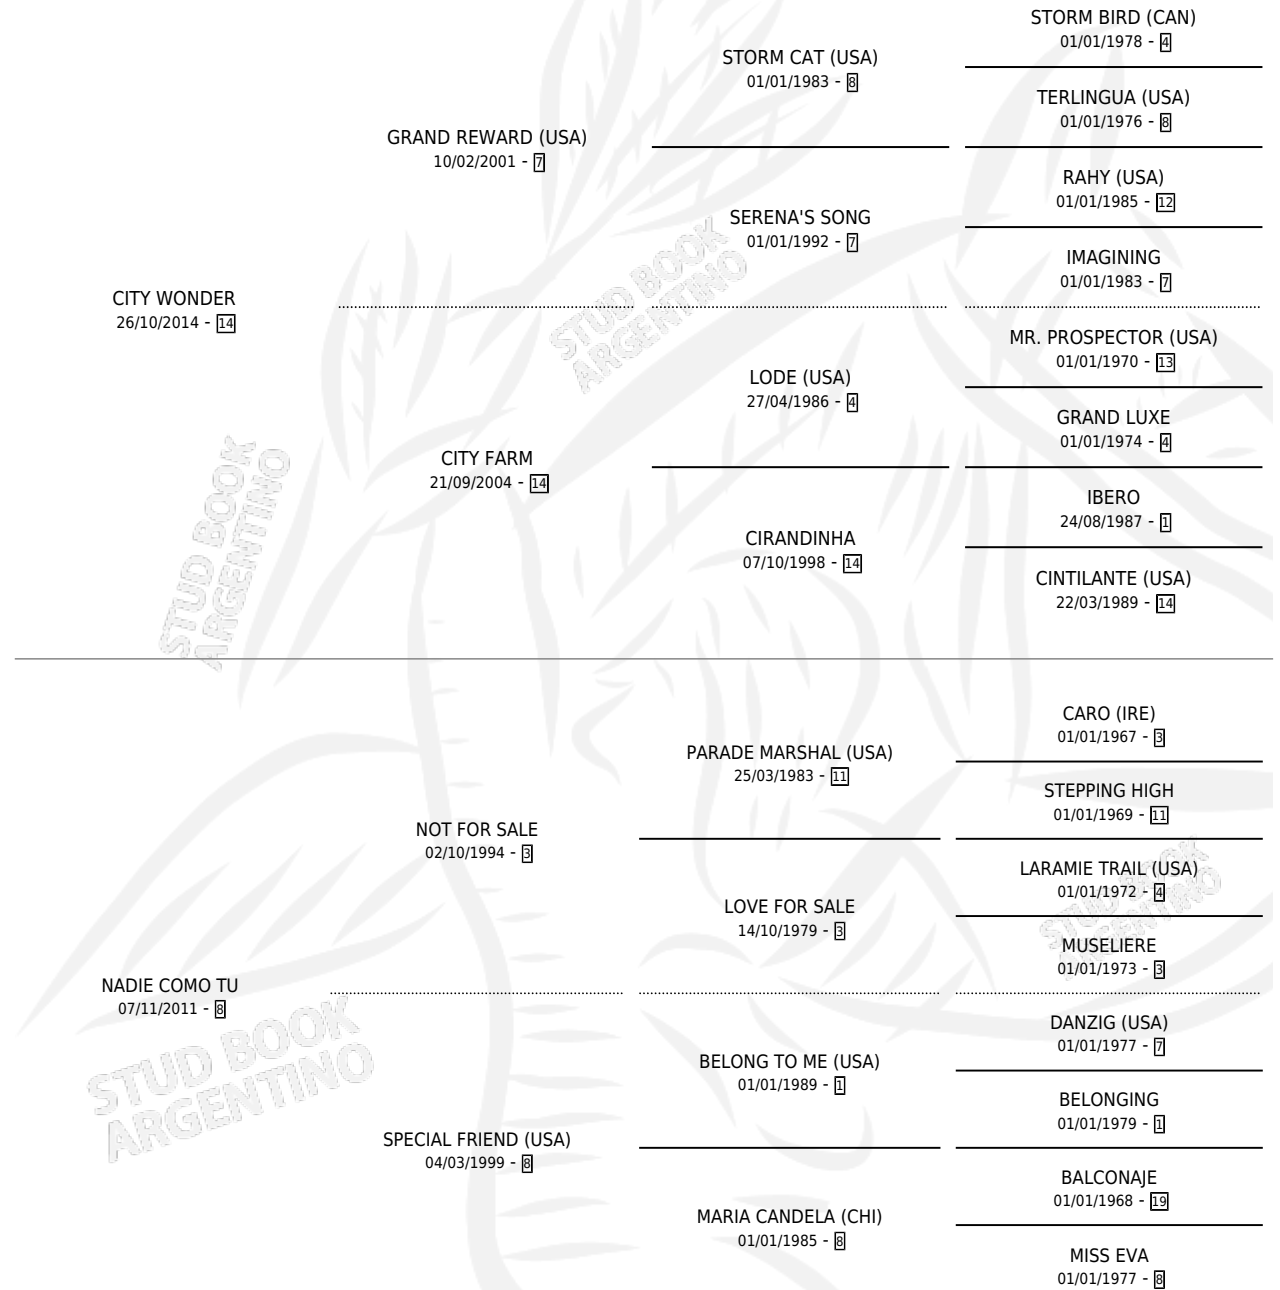 STORM BIRD (CAN)
01/01/1978 - 4
STORM CAT (USA)
01/01/1983 - 8
TERLINGUA (USA)
01/01/1976 - 8
GRAND REWARD (USA)
10/02/2001 - 7
RAHY (USA)
01/01/1985 - 12
SERENA'S SONG
01/01/1992 - 7
IMAGINING
01/01/1983 - 7
CITY WONDER
26/10/2014 - 14
MR. PROSPECTOR (USA)
01/01/1970 - 13
LODE (USA)
27/04/1986 - 4
GRAND LUXE
01/01/1974 - 4
CITY FARM
21/09/2004 - 14
IBERO
24/08/1987 - 1
CIRANDINHA
07/10/1998 - 14
CINTILANTE (USA)
22/03/1989 - 14
STUD BOOK
ARGENTINO
STUD BOOK
ARGENTINO
CARO (IRE)
01/01/1967 - 3
PARADE MARSHAL (USA)
25/03/1983 - 11
STEPPING HIGH
01/01/1969 - 11
NOT FOR SALE
02/10/1994 - 3
LARAMIE TRAIL (USA)
01/01/1972 - 4
LOVE FOR SALE
14/10/1979 - 3
MUSELIERE
01/01/1973 - 3
STUD BOOK
ARGENTINO
NADIE COMO TU
07/11/2011 - 8
DANZIG (USA)
01/01/1977 - 7
BELONG TO ME (USA)
01/01/1989 - 1
BELONGING
01/01/1979 - 1
STUD BOOK
ARGENTINO
SPECIAL FRIEND (USA)
04/03/1999 - 8
BALCONAJE
01/01/1968 - 19
MARIA CANDELA (CHI)
01/01/1985 - 8
MISS EVA
01/01/1977 - 8